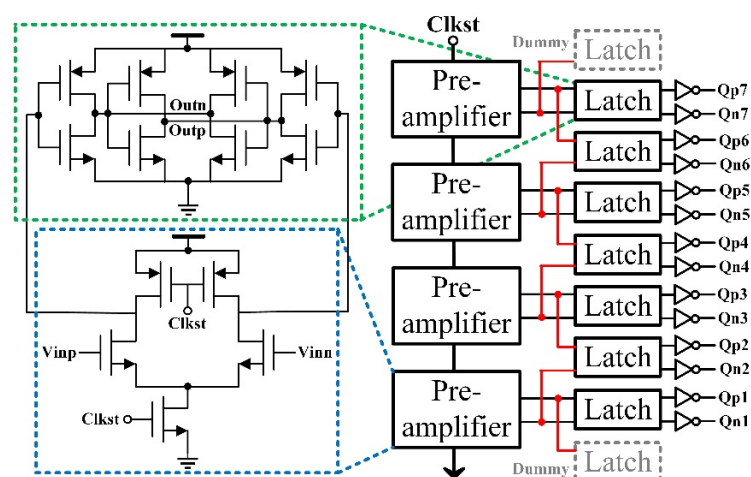 Clkst
Dummy
Latch
Pre-
amplifier
Latch
Qp7
Qn7
Outn
Outp
Latch
Qp6
Qn6
Pre-
amplifier
Latch
Qp5
Qn5
Latch
Qp4
Qn4
Pre-
amplifier
Latch
Qp3
Qn3
Clkst
Vinp
Vinn
Latch
Qp2
Qn2
Pre-
amplifier
Latch
Qp1
Qn1
Clkst
Dummy
Latch